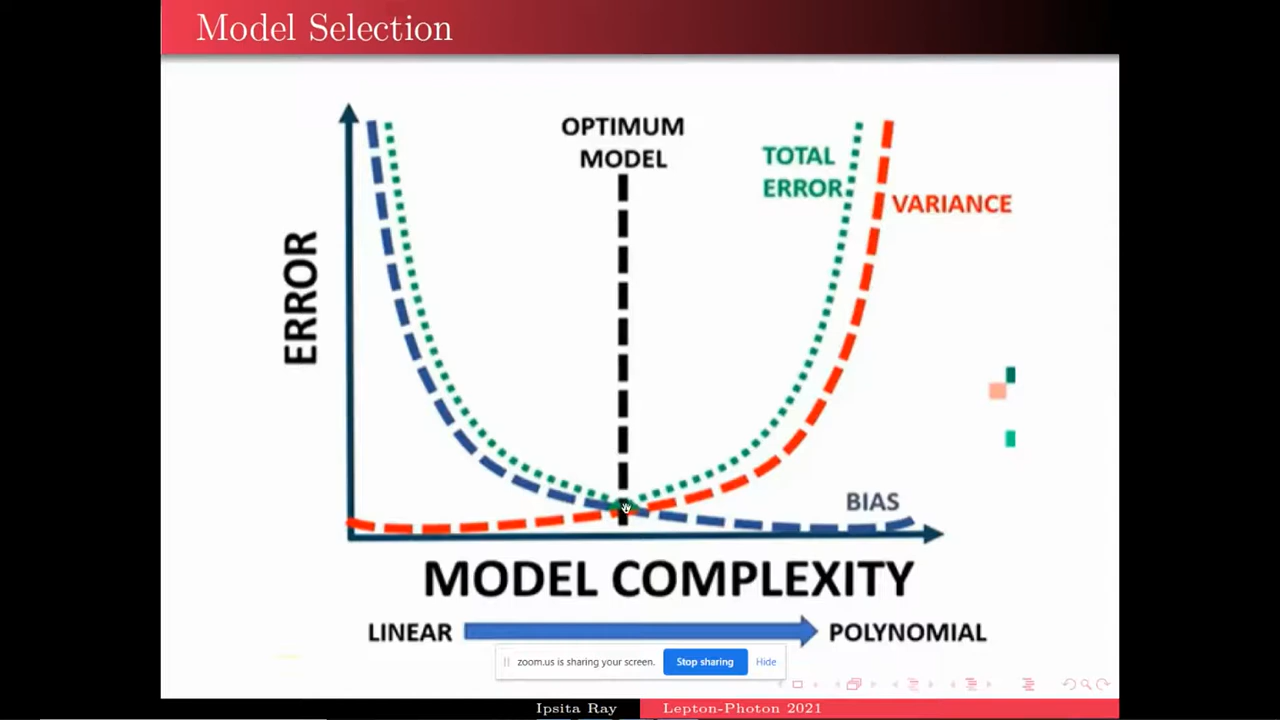 Model Selection
OPTIMUM
MODEL
TOTAL
ERROR
VARIANCE
ERROR
BIAS
MODEL COMPLEXITY
LINEAR
POLYNOMIAL
zoom.us is sharing your screen.
Stop sharing
Hide
Ipsita Ray
Lepton-Photon 2021